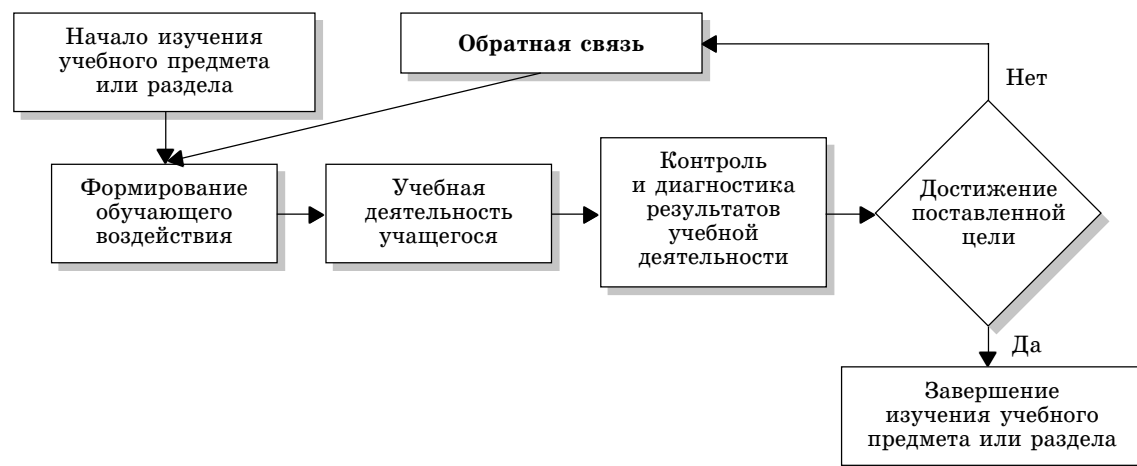 Начало изучения
учебного предмета
или раздела
Обратная связь
Нет
Формирование
обучающего
воздействия
Учебная
деятельность
учащегося
Контроль
и диагностика
результатов
учебной
деятельности
Достижение
поставленной
цели
Да
Завершение
изучения учебного
предмета или раздела